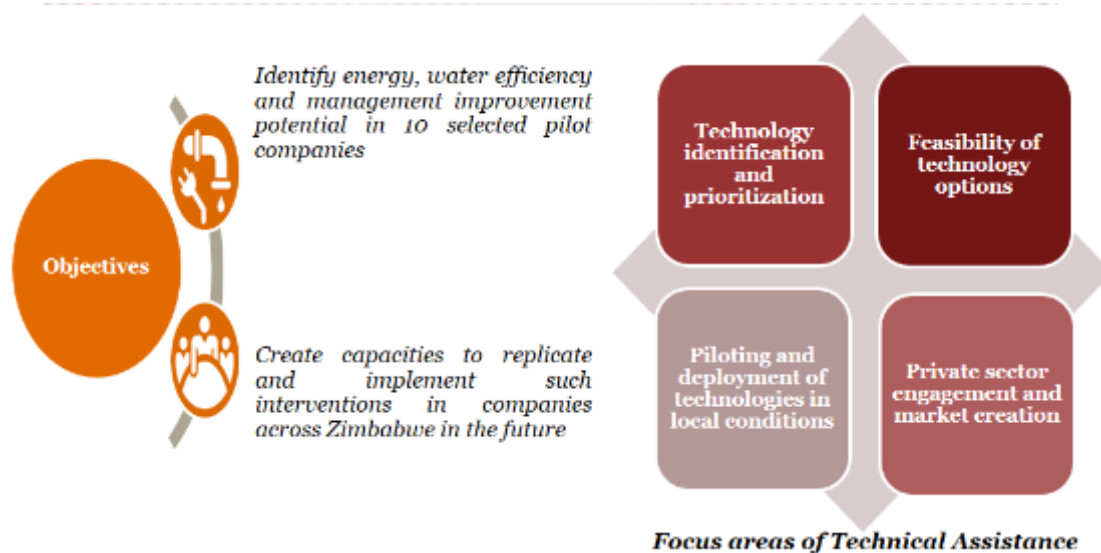 Identify energy, water efficiency
and management improvement
potential in 10 selected pilot
companies
Objectives
Create capacities to replicate
and implement such
interventions in companies
across Zimbabwe in the future
Technology
identification
and
prioritization
Feasibility of
technology
options
Piloting and
deployment of
technologies in
local conditions
Private sector
engagement and
market creation
Focus areas of Technical Assistance